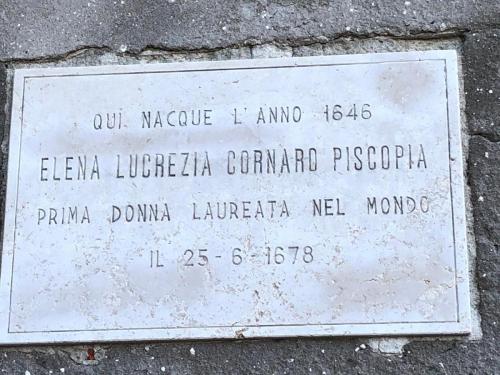 QUI NACQUE L'ANNO 1646
ELENA LUCREZIA CORNARO PISCOPIA
PRIMA DONNA LAUREATA NEL MONDO
IL 25-6-1678